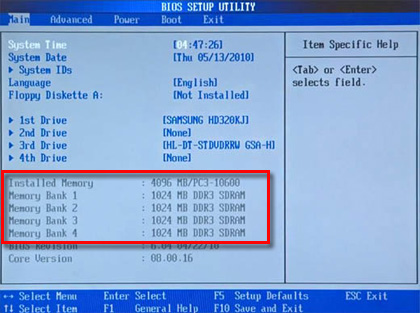 BIOS SETUP UTILITY
Main Advanced Power Boot Exit
System Time [04:47:26] Item Specific Help
System Date [Thu 05/13/2010]
▶ System IDs <Tab> or <Enter>
Language [English] selects field.
Floppy Diskette A: [Not Installed]
▶ 1st Drive [SAMSUNG HD320KJ]
▶ 2nd Drive [None]
▶ 3rd Drive [HL-DT-STDVDRRW GSA-H]
▶ 4th Drive [None]
Installed Memory : 4096 MB/PC3-10600
Memory Bank 1 : 1024 MB DDR3 SDRAM
Memory Bank 2 : 1024 MB DDR3 SDRAM
Memory Bank 3 : 1024 MB DDR3 SDRAM
Memory Bank 4 : 1024 MB DDR3 SDRAM
BIOS Revision : 6.04 04/22/10
Core Version : 08.00.16
↔ Select Menu Enter Select F5 Setup Defaults ESC Exit
↑↓ Select Item F1 General Help F10 Save and Exit